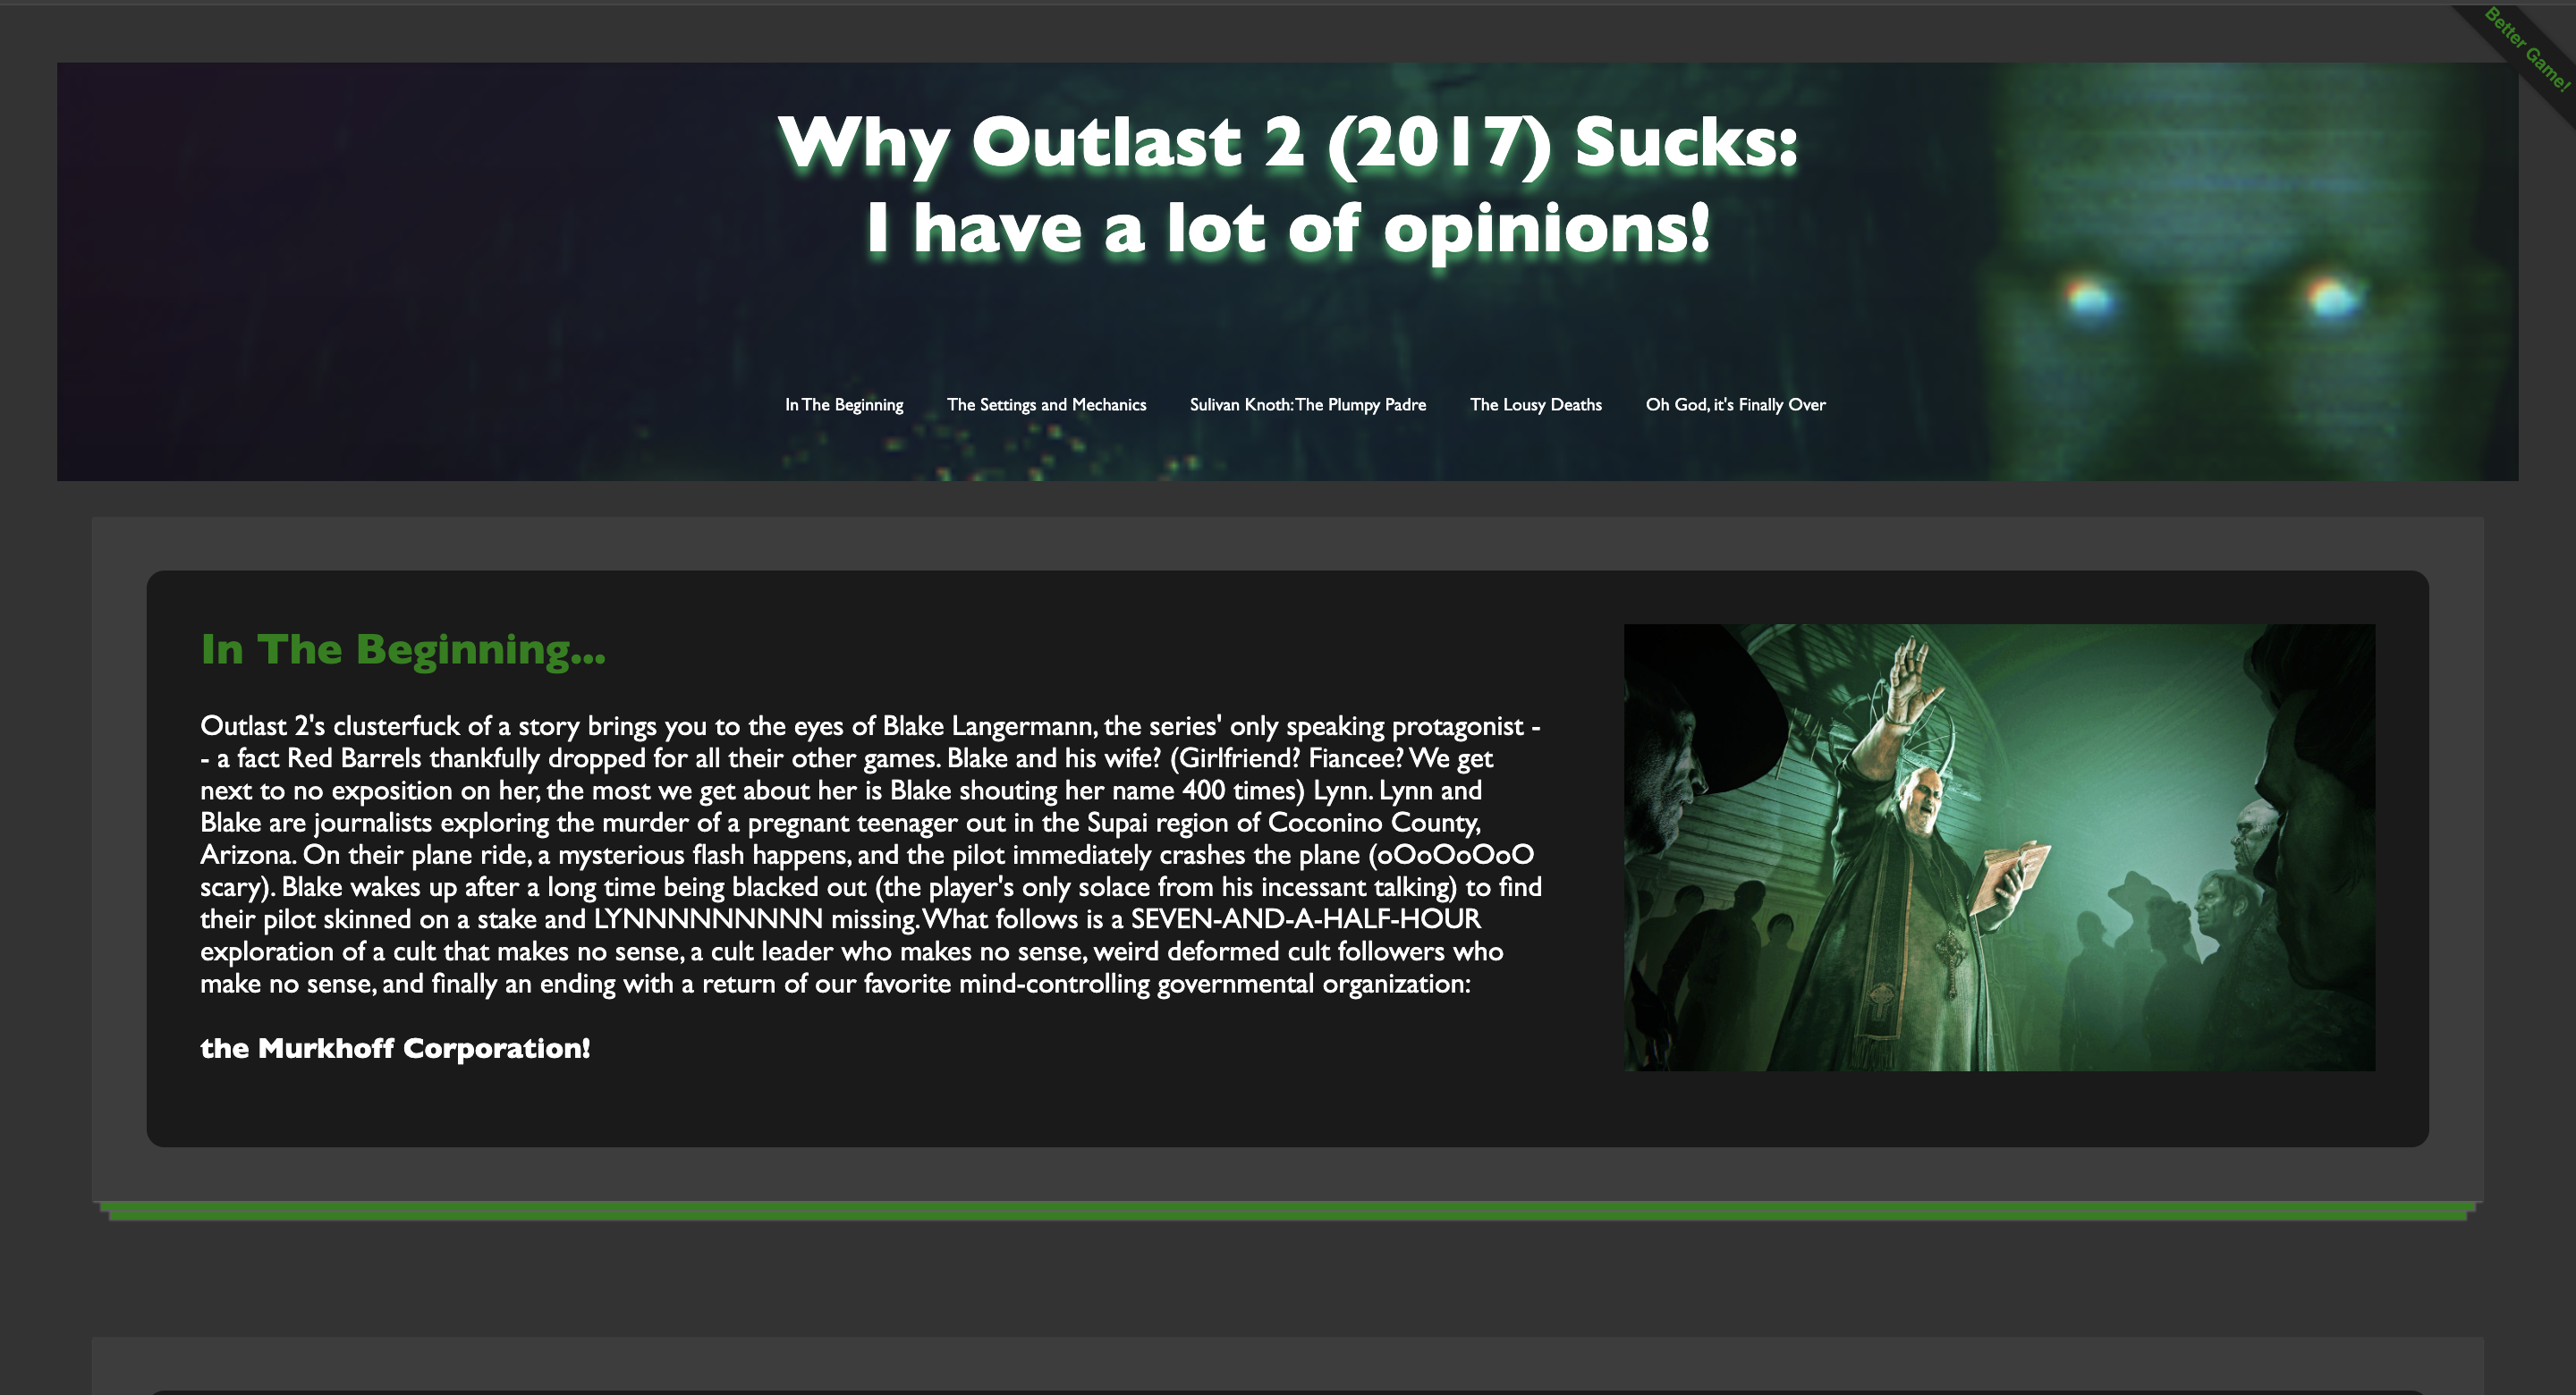 Better Game!
Why Outlast 2 (2017) Sucks:
I have a lot of opinions!
In The Beginning
The Settings and Mechanics
Sulivan Knoth: The Plumpy Padre
The Lousy Deaths
Oh God, it's Finally Over
In The Beginning...
Outlast 2's clusterfuck of a story brings you to the eyes of Blake Langermann, the series' only speaking protagonist -
- a fact Red Barrels thankfully dropped for all their other games. Blake and his wife? (Girlfriend? Fiancee? We get
next to no exposition on her, the most we get about her is Blake shouting her name 400 times) Lynn. Lynn and
Blake are journalists exploring the murder of a pregnant teenager out in the Supai region of Coconino County,
Arizona. On their plane ride, a mysterious flash happens, and the pilot immediately crashes the plane (oOoOoOoO
scary). Blake wakes up after a long time being blacked out (the player's only solace from his incessant talking) to find
their pilot skinned on a stake and LYNNNNNNNNN missing. What follows is a SEVEN-AND-A-HALF-HOUR
exploration of a cult that makes no sense, a cult leader who makes no sense, weird deformed cult followers who
make no sense, and finally an ending with a return of our favorite mind-controlling governmental organization:
the Murkhoff Corporation!